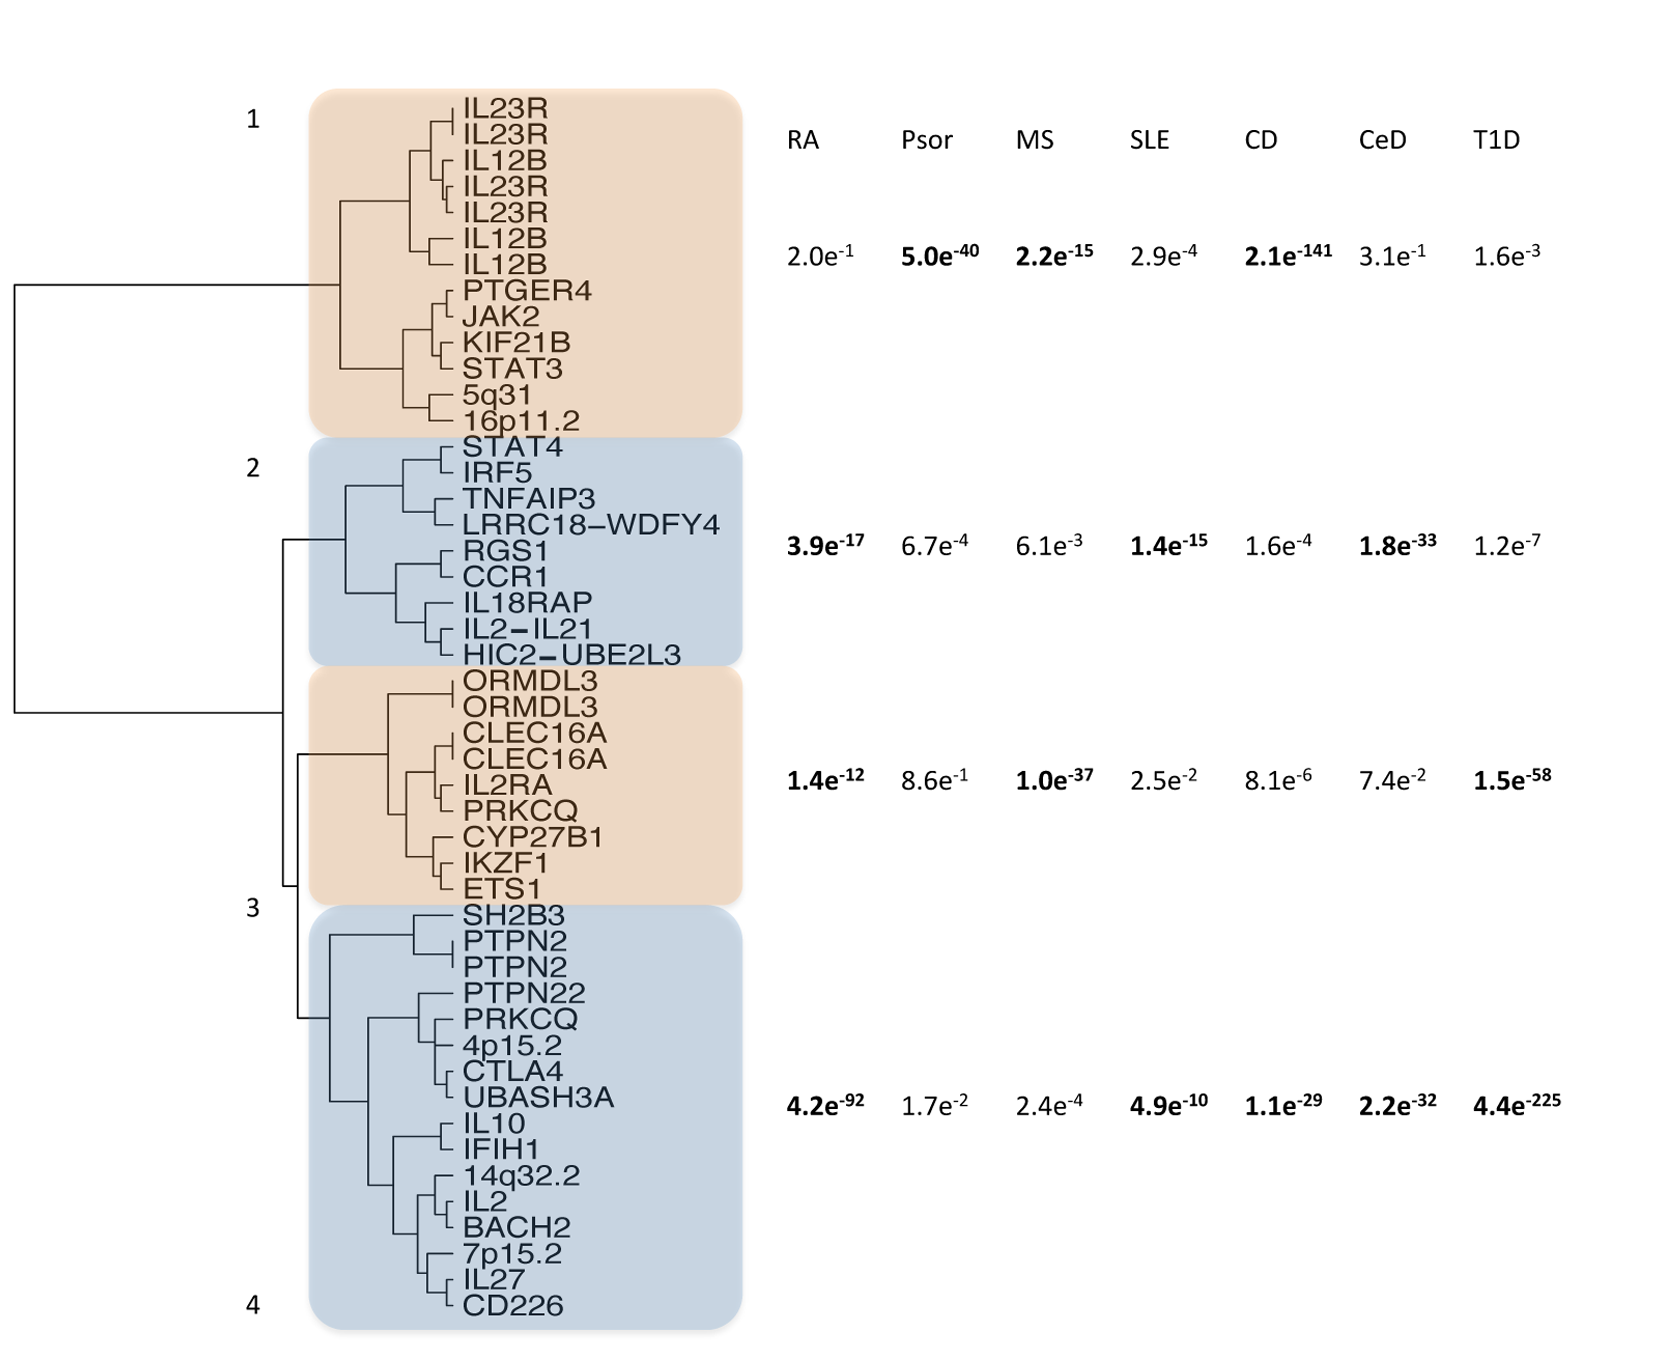 1
IL23R
IL23R
RA Psor MS SLE CD CeD T1D
IL12B
IL23R
IL23R
IL12B
2.0e-1 5.0e-40 2.2e-15 2.9e-4 2.1e-141 3.1e-1 1.6e-3
IL12B
PTGER4
JAK2
KIF21B
STAT3
5q31
16p11.2
STAT4
2
IRF5
TNFAIP3
LRRC18–WDFY4
3.9e-17 6.7e-4 6.1e-3 1.4e-15 1.6e-4 1.8e-33 1.2e-7
RGS1
CCR1
IL18RAP
IL2–IL21
HIC2–UBE2L3
ORMDL3
ORMDL3
CLEC16A
CLEC16A
1.4e-12 8.6e-1 1.0e-37 2.5e-2 8.1e-6 7.4e-2 1.5e-58
IL2RA
PRKCQ
CYP27B1
IKZF1
ETS1
3
SH2B3
PTPN2
PTPN2
PTPN22
PRKCQ
4p15.2
CTLA4
UBASH3A
4.2e-92 1.7e-2 2.4e-4 4.9e-10 1.1e-29 2.2e-32 4.4e-225
IL10
IFIH1
14q32.2
IL2
BACH2
7p15.2
IL27
4
CD226